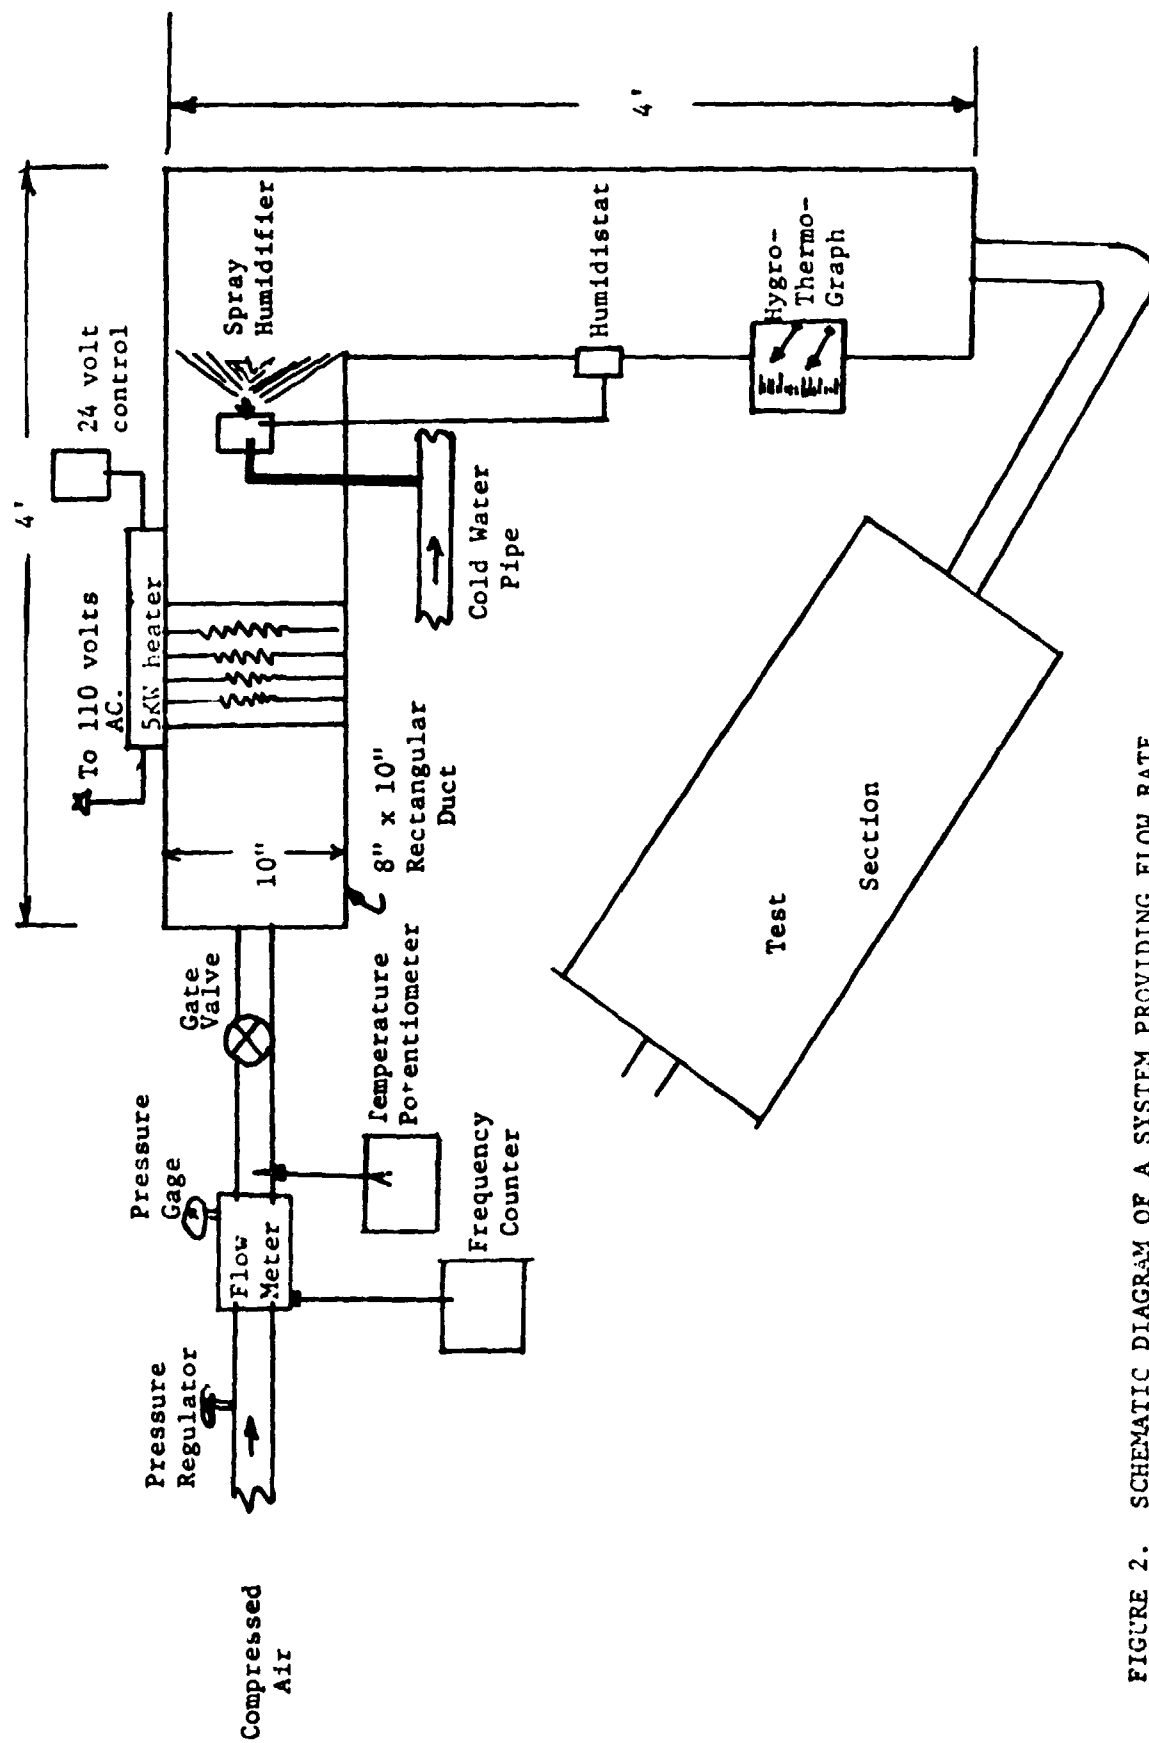 4'
24 volt
control
To 110 volts
AC.
5KW heater
Spray
Humidifier
4'
Pressure
Regulator
Pressure
Gage
Gate
Valve
10"
8" x 10"
Rectangular
Duct
Flow
Meter
Compressed
Air
Temperature
Potentiometer
Frequency
Counter
Cold Water
Pipe
Humidistat
Hygro-
Thermo-
Graph
Test
Section
FIGURE 2. SCHEMATIC DIAGRAM OF A SYSTEM PROVIDING FLOW RATE